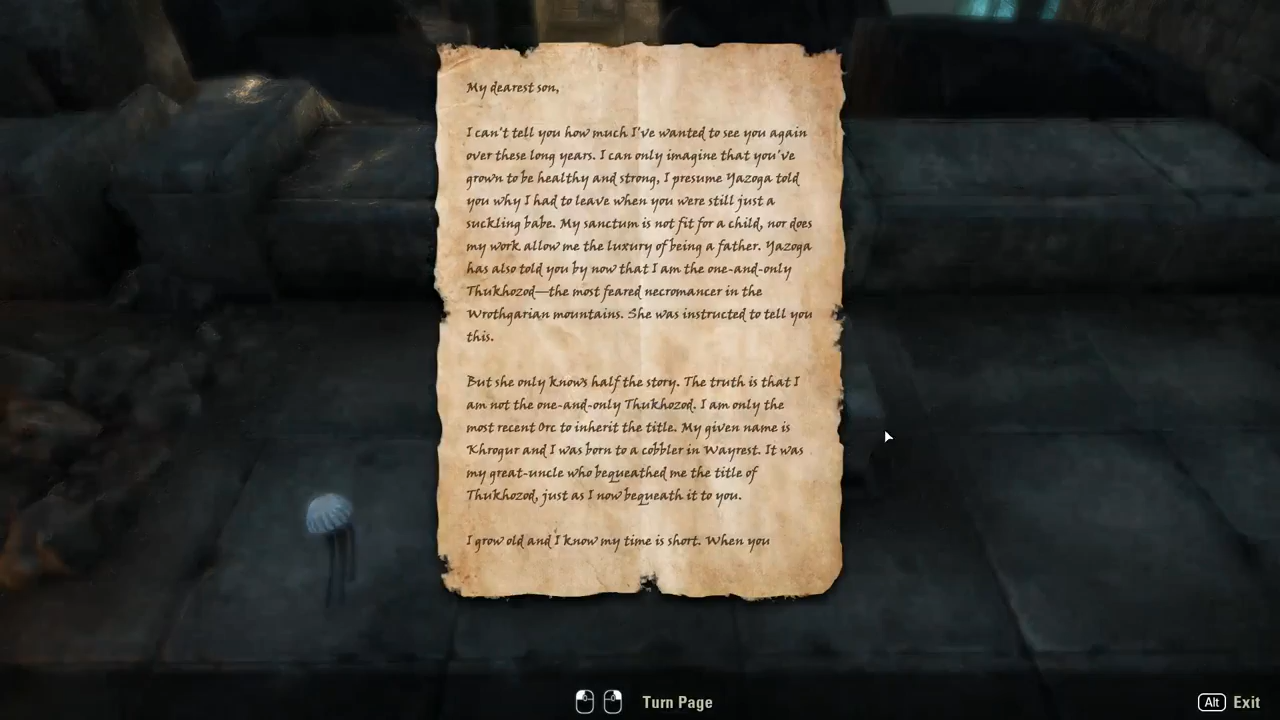 My dearest son,
I can't tell you how much I've wanted to see you again
over these long years. I can only imagine that you've
grown to be healthy and strong, I presume Yazoga told
you why I had to leave when you were still just a
suckling babe. My sanctum is not fit for a child, nor does
my work allow me the luxury of being a father. Yazoga
has also told you by now that I am the one-and-only
Thukhozod—the most feared necromancer in the
Wrothgarian mountains. She was instructed to tell you
this.
But she only knows half the story. The truth is that I
am not the one-and-only Thukhozod. I am only the
most recent Orc to inherit the title. My given name is
Khrogur and I was born to a cobbler in Wayrest. It was
my great-uncle who bequeathed me the title of
Thukhozod, just as I now bequeath it to you.
I grow old and I know my time is short. When you
Turn Page
Alt Exit